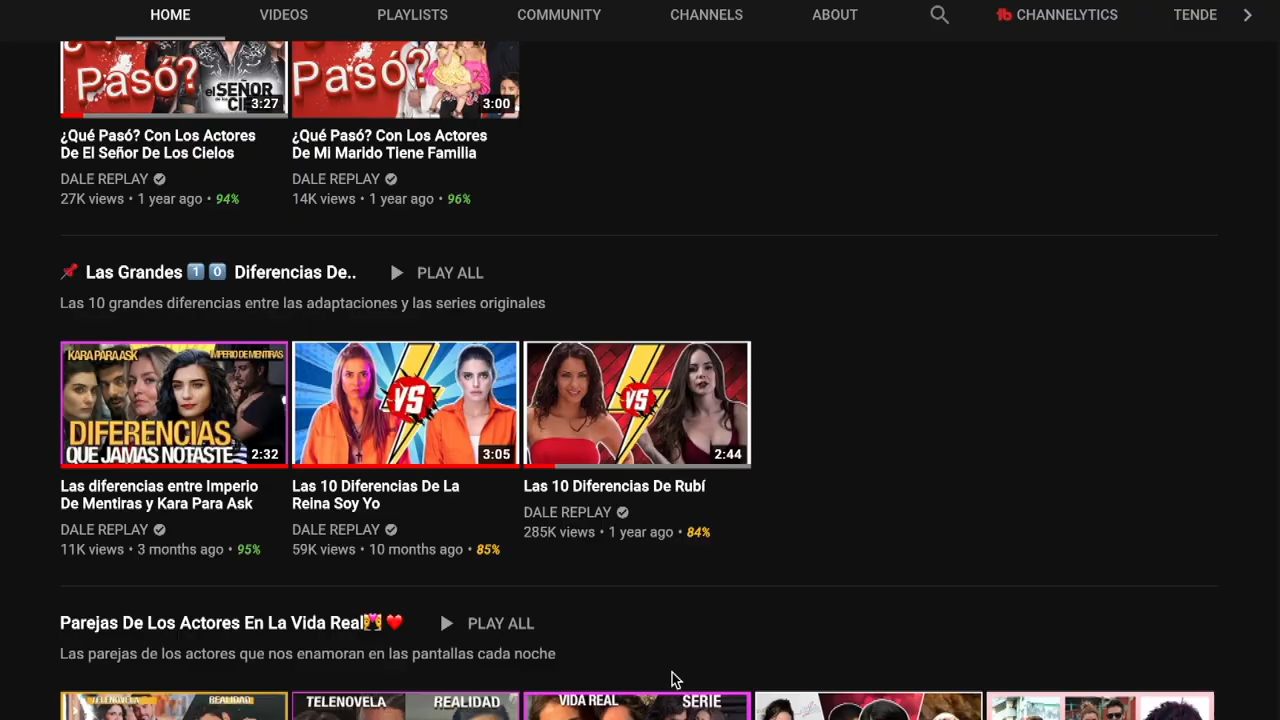 HOME VIDEOS PLAYLISTS COMMUNITY CHANNELS ABOUT CHANNELYTICS TENDE
Pasó? el SEÑOR 3:27
Pasó? 3:00
¿Qué Pasó? Con Los Actores
De El Señor De Los Cielos
DALE REPLAY
27K views • 1 year ago • 94%
¿Qué Pasó? Con Los Actores
De Mi Marido Tiene Familia
DALE REPLAY
14K views • 1 year ago • 96%
📌 Las Grandes 1️⃣ 0️⃣ Diferencias De.. PLAY ALL
Las 10 grandes diferencias entre las adaptaciones y las series originales
KARA PARA ASK IMPERIO DE MENTIRAS
DIFERENCIAS
QUE JAMAS NOTASTE 2:32
VS
3:05
VS
2:44
Las diferencias entre Imperio
De Mentiras y Kara Para Ask
DALE REPLAY
11K views • 3 months ago • 95%
Las 10 Diferencias De La
Reina Soy Yo
DALE REPLAY
59K views • 10 months ago • 85%
Las 10 Diferencias De Rubí
DALE REPLAY
285K views • 1 year ago • 84%
Parejas De Los Actores En La Vida Real PLAY ALL
Las parejas de los actores que nos enamoran en las pantallas cada noche
TELENOVELA REALIDAD
TELENOVELA REALIDAD
VIDA REAL SERIE